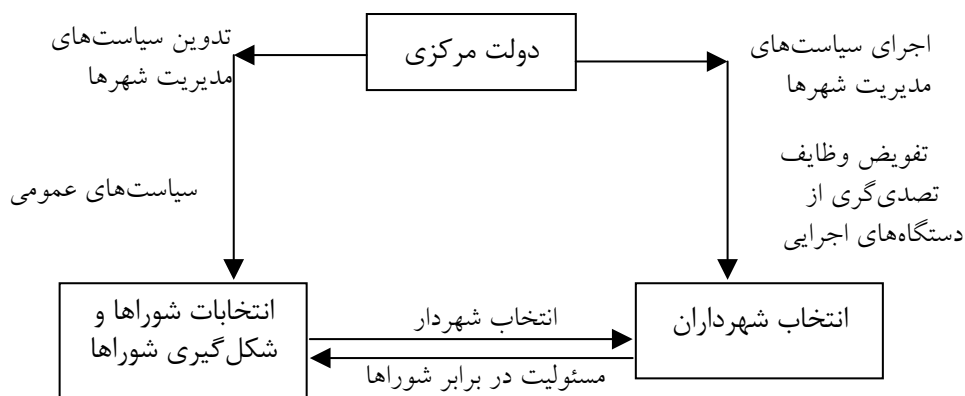 دولت مرکزی
اجرای سیاست‌های
مدیریت شهرها
تدوین سیاست‌های
مدیریت شهرها
تفویض وظایف
تصدی‌گری از
دستگاه‌های اجرایی
سیاست‌های عمومی
انتخاب شهرداران
انتخابات شوراها و
شکل‌گیری شوراها
انتخاب شهردار
مسئولیت در برابر شوراها